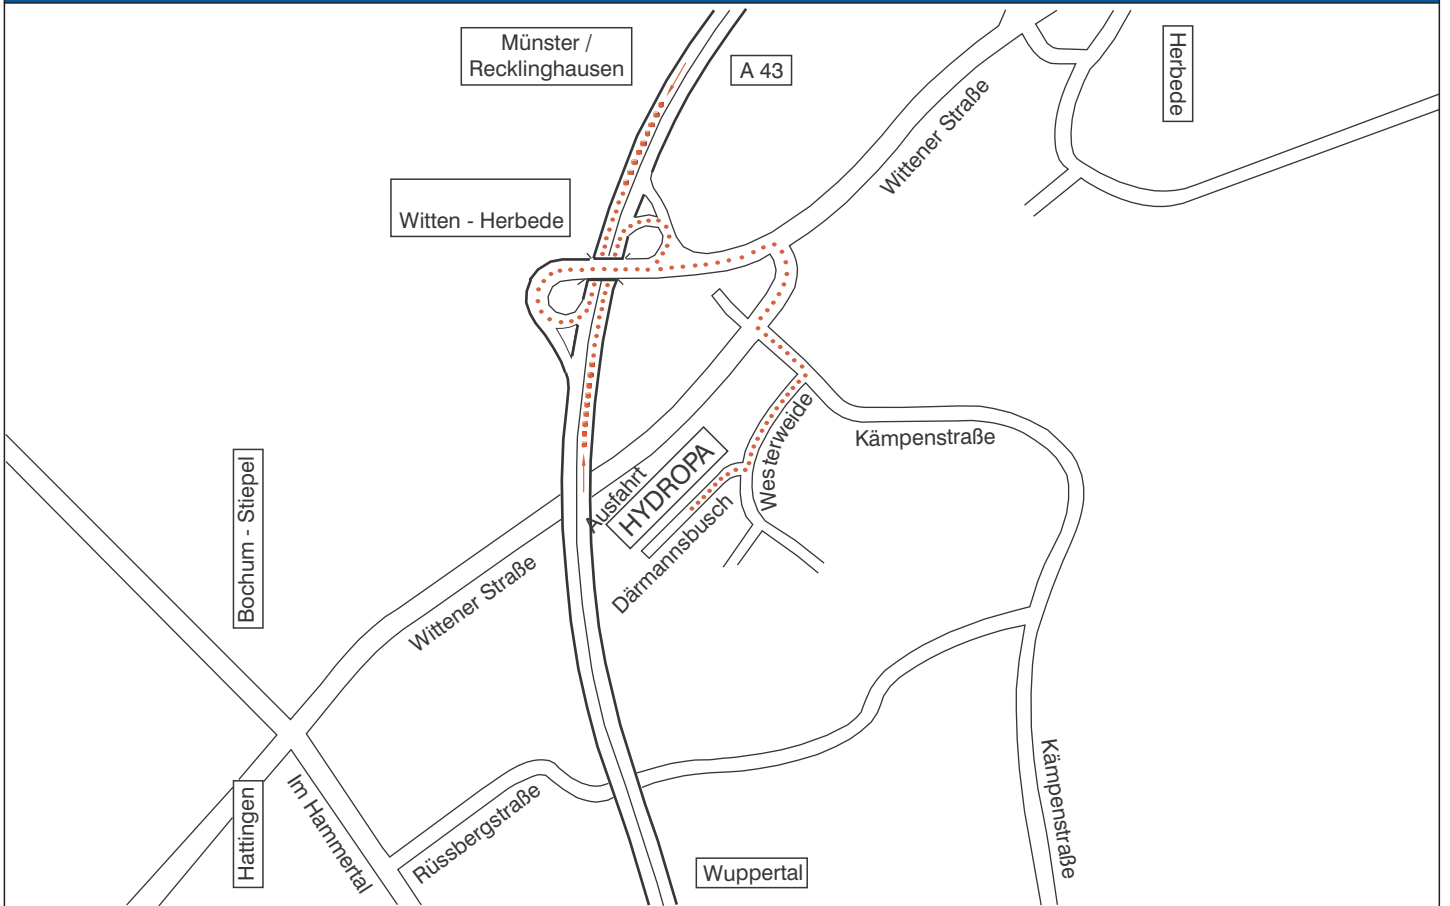 Münster /
Recklinghausen
A 43
Herbede
Wittener Straße
Witten - Herbede
Westerweide
Kämpenstraße
Ausfahrt
HYDROPA
Därmannsbusch
Bochum - Stiepel
Wittener Straße
Hattingen
Im Hammertal
Rüssbergstraße
Wuppertal
Kämpenstraße